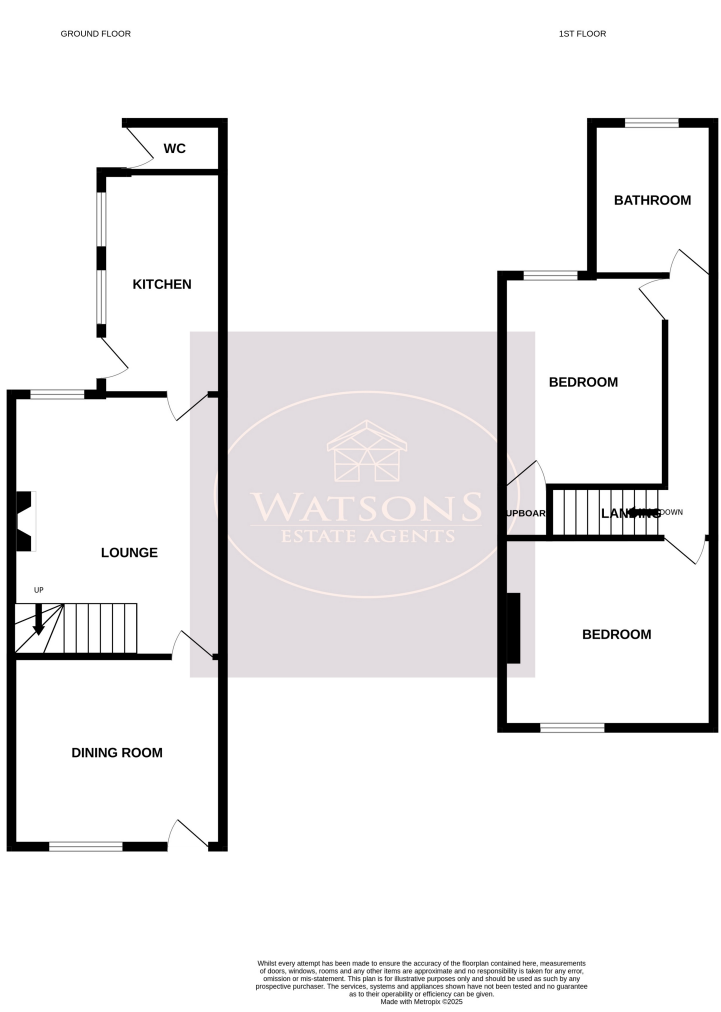 GROUND FLOOR
1ST FLOOR
WC
BATHROOM
KITCHEN
BEDROOM
WATSONS
ESTATE AGENTS
UPBOAR
LANDING
DOWN
LOUNGE
UP
BEDROOM
DINING ROOM
Whilst every attempt has been made to ensure the accuracy of the floorplan contained here, measurements
of doors, windows, rooms and any other items are approximate and no responsibility is taken for any error,
omission or mis-statement. This plan is for illustrative purposes only and should be used as such by any
prospective purchaser. The services, systems and appliances shown have not been tested and no guarantee
as to their operability or efficiency can be given.
Made with Metropix ©2025